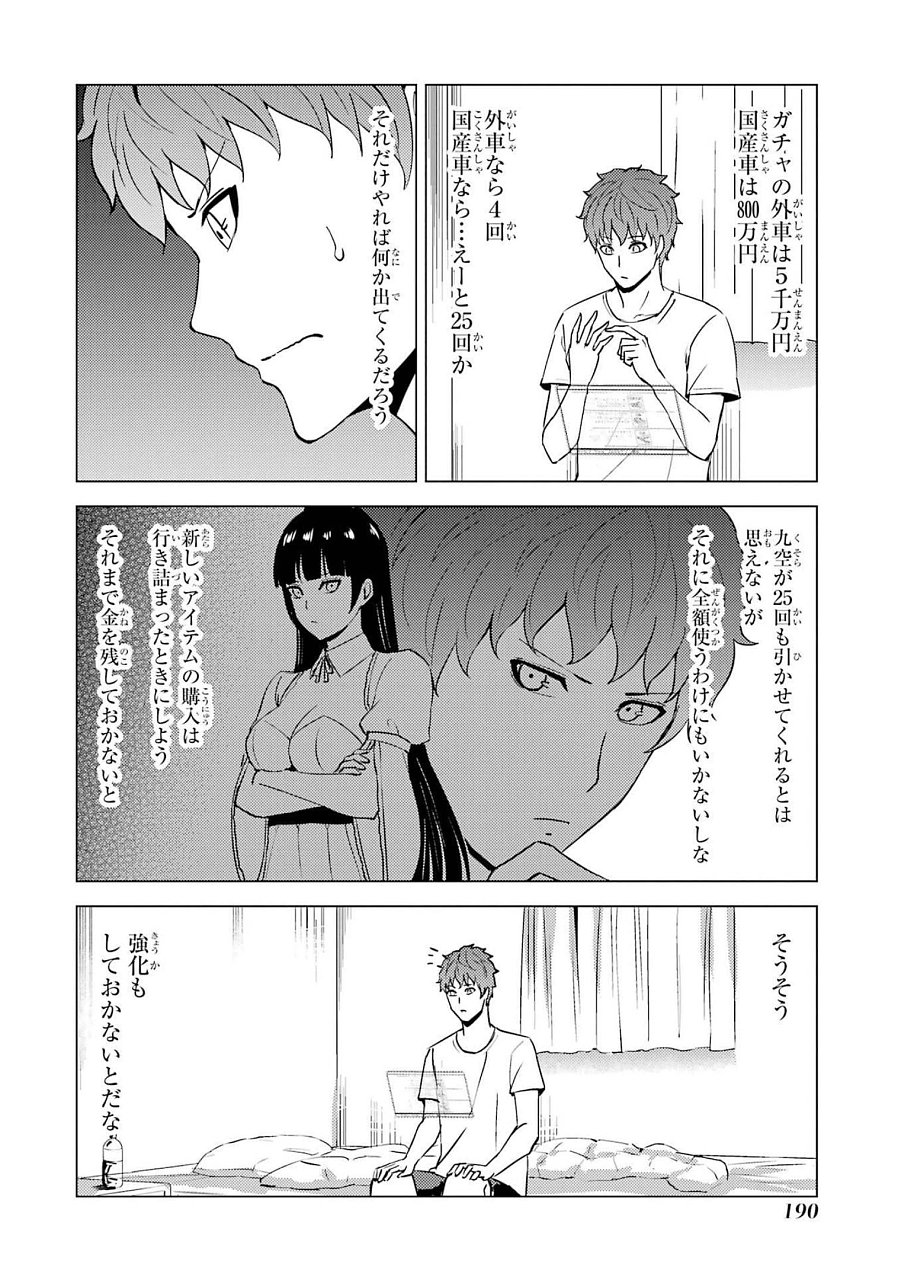 ガチャの外車は5千万円
国産車は800万円
外車なら4回
国産車なら…えーと25回か
それだけやれば何か出てくるだろう
九空が25回も引かせてくれるとは
思えないが
それに全額使うわけにもいかないしな
新しいアイテムの購入は
行き詰まったときにしよう
それまで金を残しておかないと
そうそう
強化も
しておかないとだな
190